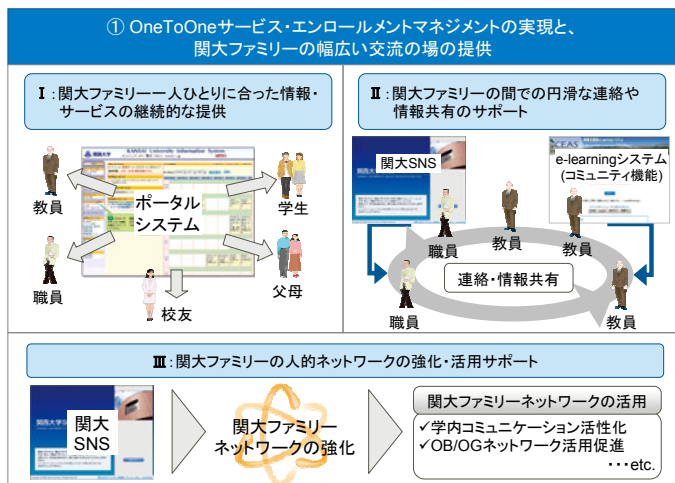 ① OneToOneサービス・エンロールメントマネジメントの実現と、
関大ファミリーの幅広い交流の場の提供
Ⅰ：関大ファミリー一人ひとりに合った情報・
サービスの継続的な提供
関西大学
KANSAI University Information System
ポータル
システム
教員
学生
職員
父母
校友
Ⅱ：関大ファミリーの間での円滑な連絡や
情報共有のサポート
関大SNS
CEAS
e-learningシステム
(コミュニティ機能)
職員
教員
教員
連絡・情報共有
職員
教員
Ⅲ：関大ファミリーの人的ネットワークの強化・活用サポート
関大
SNS
関大ファミリー
ネットワークの強化
関大ファミリーネットワークの活用
✓学内コミュニケーション活性化
✓OB/OGネットワーク活用促進
・・・etc.